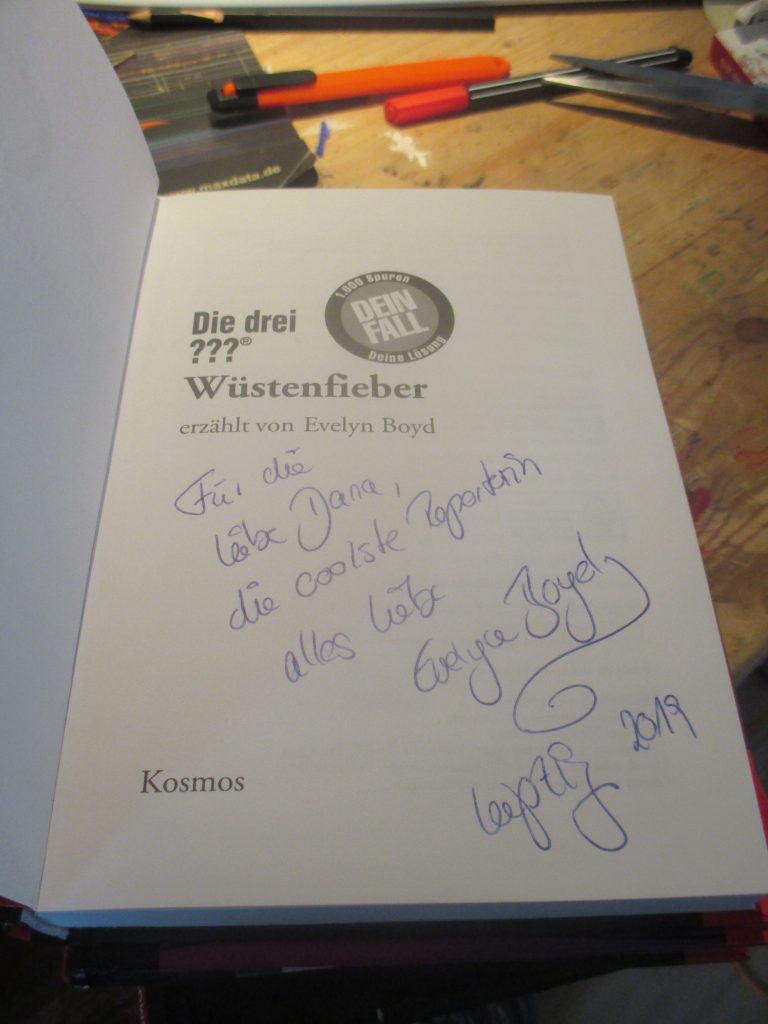 www.maxdata.de
1.000 Spuren
DEIN
FALL
Deine Lösung
Die drei
???®
Wüstenfieber
erzählt von Evelyn Boyd
Für die
liebe Dana,
die coolste Reporterin
alles Liebe
Evelyn Boyd
Leipzig 2019
Kosmos